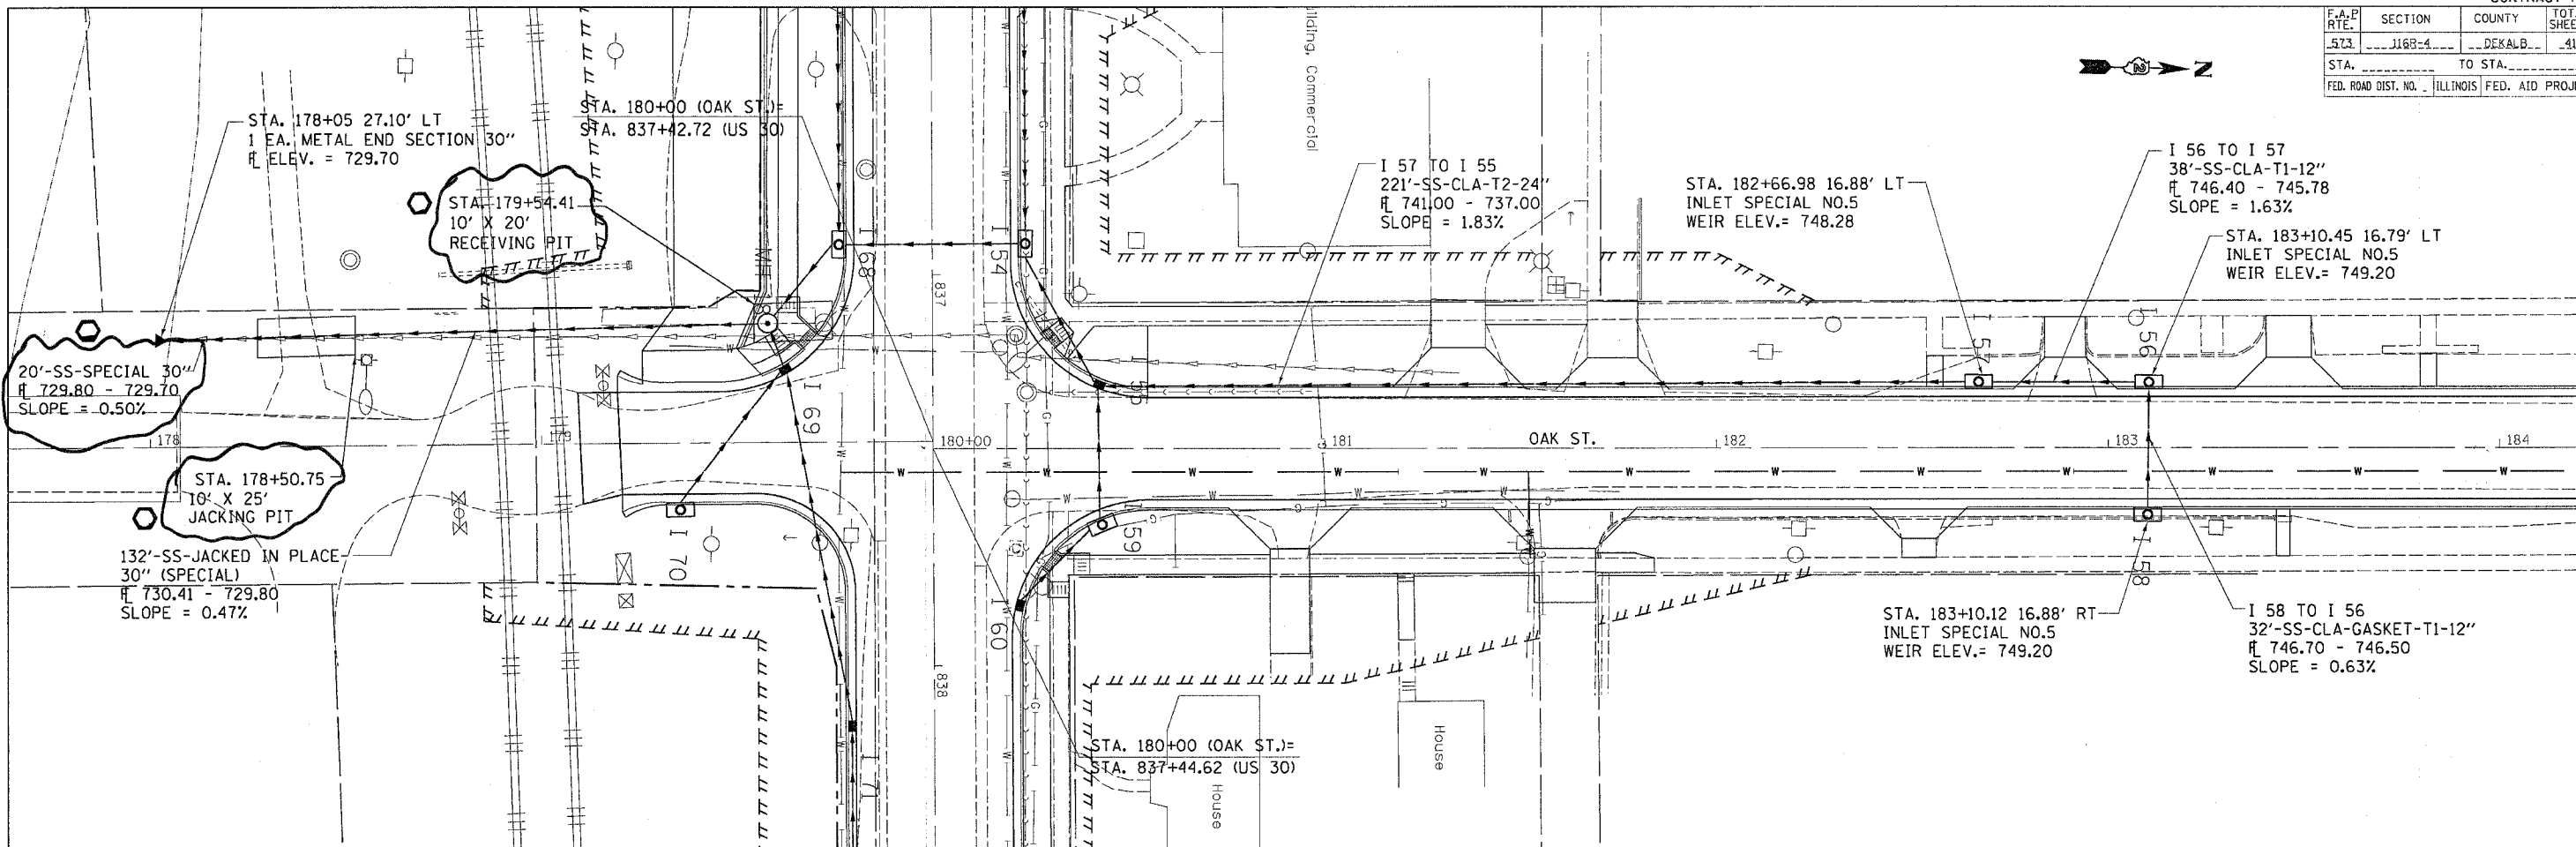 F.A.P. RTE.
SECTION
COUNTY
573
116R-4
DEKALB
41
STA. TO STA.
FED. ROAD DIST. NO. ILLINOIS FED. AID
N
STA. 178+05 27.10' LT
1 EA. METAL END SECTION 30"
℄ ELEV. = 729.70
STA. 180+00 (OAK ST.)=
STA. 837+42.72 (US 30)
STA. 179+54.41
10' X 20'
RECEIVING PIT
Commercial
I 57 TO I 55
221'-SS-CLA-T2-24"
℄ 741.00 - 737.00
SLOPE = 1.83%
STA. 182+66.98 16.88' LT
INLET SPECIAL NO.5
WEIR ELEV.= 748.28
I 56 TO I 57
38'-SS-CLA-T1-12"
℄ 746.40 - 745.78
SLOPE = 1.63%
STA. 183+10.45 16.79' LT
INLET SPECIAL NO.5
WEIR ELEV.= 749.20
I 68
I 54
837
20'-SS-SPECIAL 30"
℄ 729.80 - 729.70
SLOPE = 0.50%
I 69
I 55
I 57
I 56
178
179
180+00
181
OAK ST.
182
183
184
STA. 178+50.75
10' X 25'
JACKING PIT
W W W W W W W W W W W
132'-SS-JACKED IN PLACE
30" (SPECIAL)
℄ 730.41 - 729.80
SLOPE = 0.47%
I 70
I 59
I 58
I 60
838
STA. 183+10.12 16.88' RT
INLET SPECIAL NO.5
WEIR ELEV.= 749.20
I 58 TO I 56
32'-SS-CLA-GASKET-T1-12"
℄ 746.70 - 746.50
SLOPE = 0.63%
I 71
STA. 180+00 (OAK ST.)=
STA. 837+44.62 (US 30)
House
House